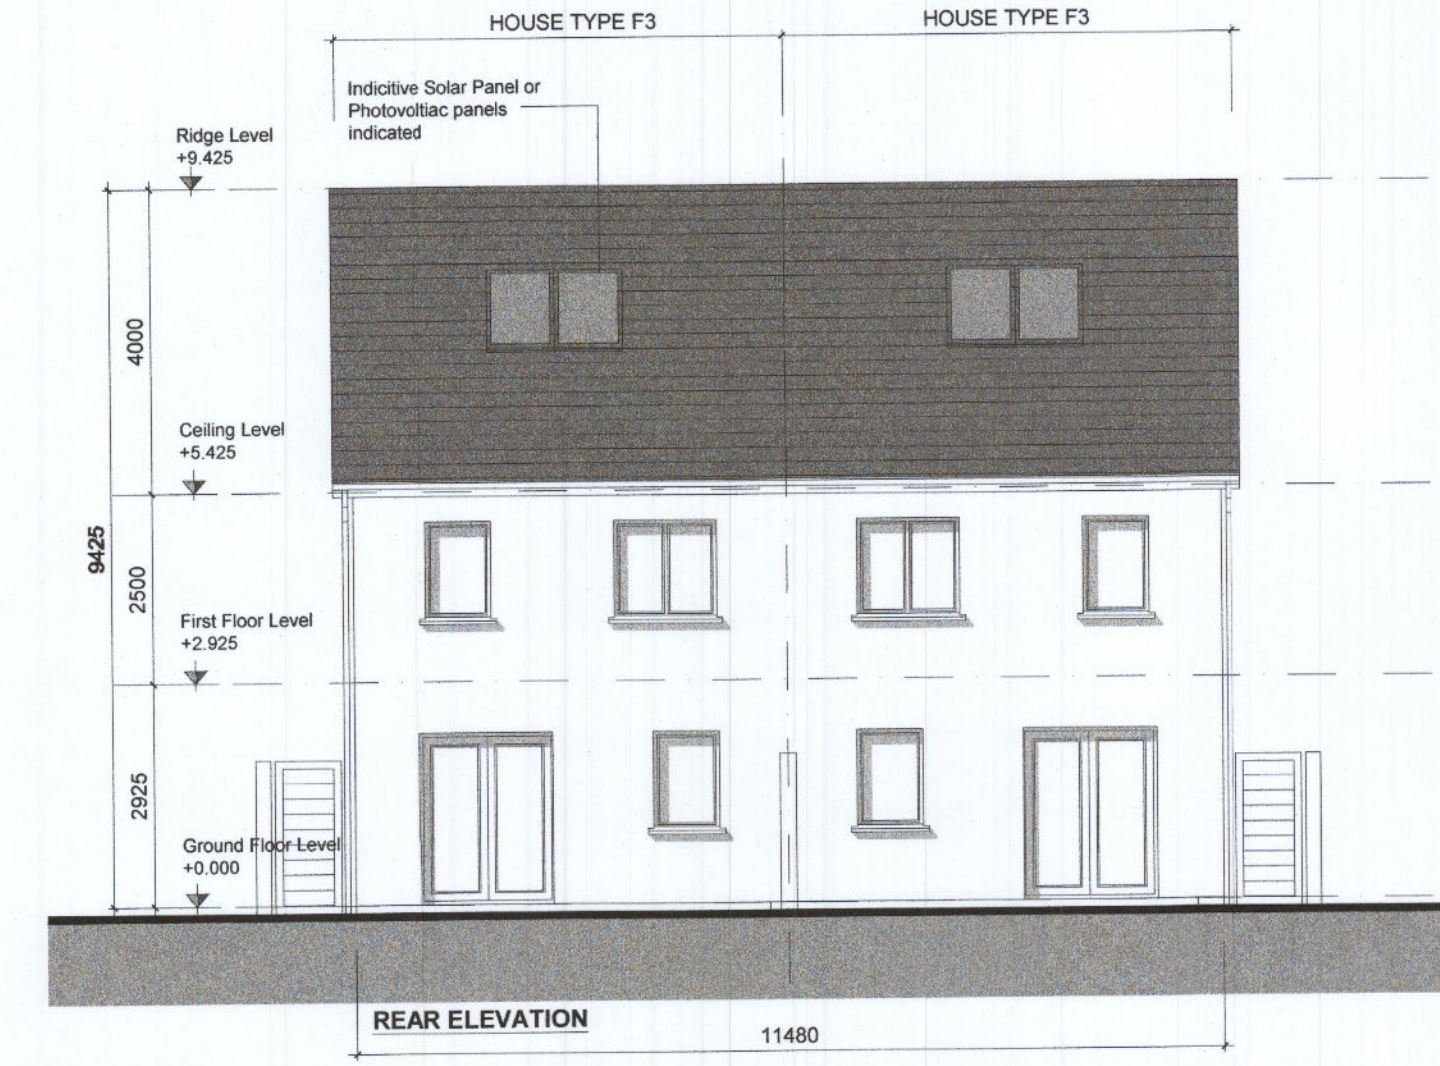 HOUSE TYPE F3
HOUSE TYPE F3
Indicitive Solar Panel or
Photovoltiac panels
indicated
Ridge Level
+9.425
4000
Ceiling Level
+5.425
9425
2500
First Floor Level
+2.925
2925
Ground Floor Level
+0.000
REAR ELEVATION
11480